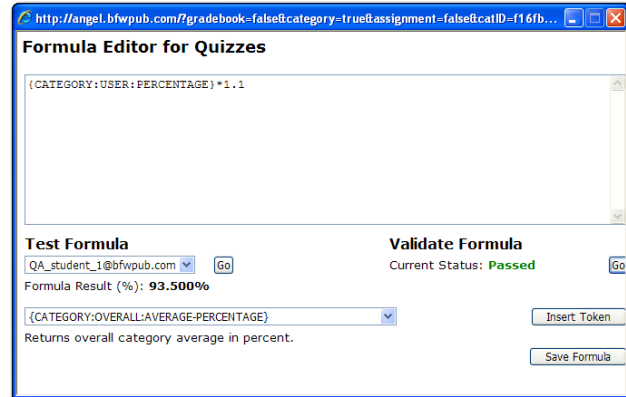 http://angel.bfwpub.com/?gradebook=false&category=true&assignment=false&catID=f16fb...
Formula Editor for Quizzes
{CATEGORY:USER:PERCENTAGE}*1.1
Test Formula
Validate Formula
QA_student_1@bfwpub.com Go
Current Status: Passed Go
Formula Result (%): 93.500%
{CATEGORY:OVERALL:AVERAGE-PERCENTAGE}
Insert Token
Returns overall category average in percent.
Save Formula